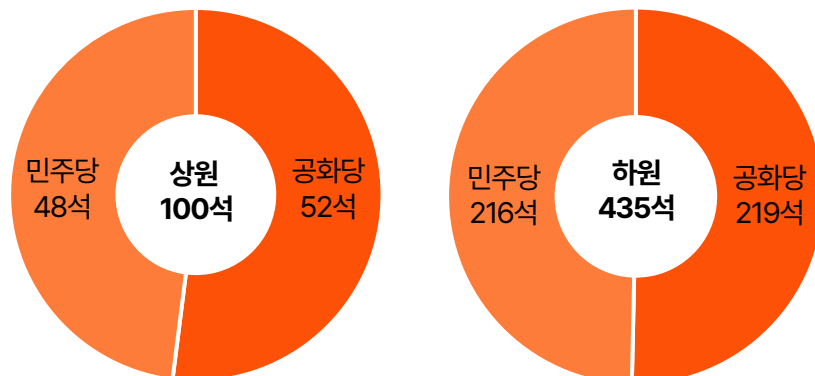 민주당
48석
상원
100석
공화당
52석
민주당
216석
하원
435석
공화당
219석